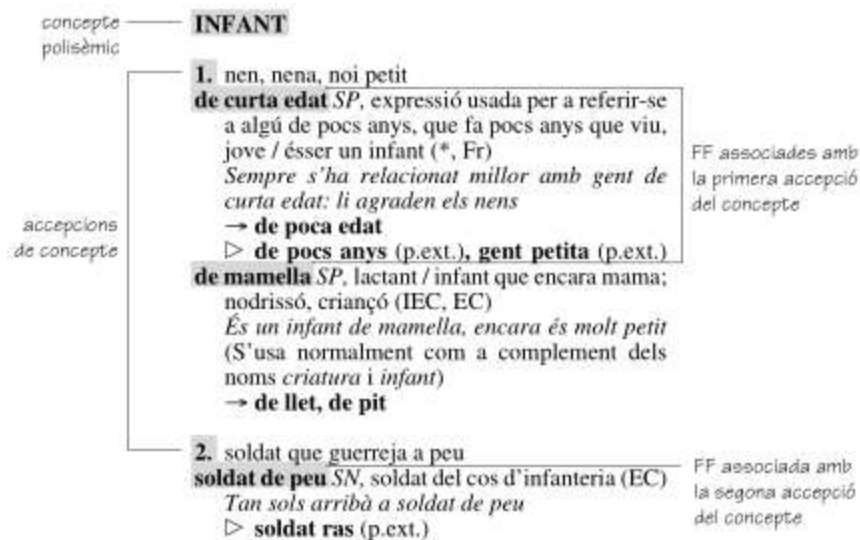 concepte
polisèmic
INFANT
1. nen, nena, noi petit
de curta edat SP, expressió usada per a referir-se
a algú de pocs anys, que fa pocs anys que viu,
jove / ésser un infant (*, Fr)
Sempre s'ha relacionat millor amb gent de
curta edat: li agraden els nens
→ de poca edat
▷ de pocs anys (p.ext.), gent petita (p.ext.)
FF associades amb
la primera accepció
del concepte
accepcions
de concepte
de mamella SP, lactant / infant que encara mama;
nodrissó, criançó (IEC, EC)
És un infant de mamella, encara és molt petit
(S'usa normalment com a complement dels
noms criatura i infant)
→ de llet, de pit
2. soldat que guerreja a peu
soldat de peu SN, soldat del cos d'infanteria (EC)
Tan sols arribà a soldat de peu
▷ soldat ras (p.ext.)
FF associada amb
la segona accepció
del concepte